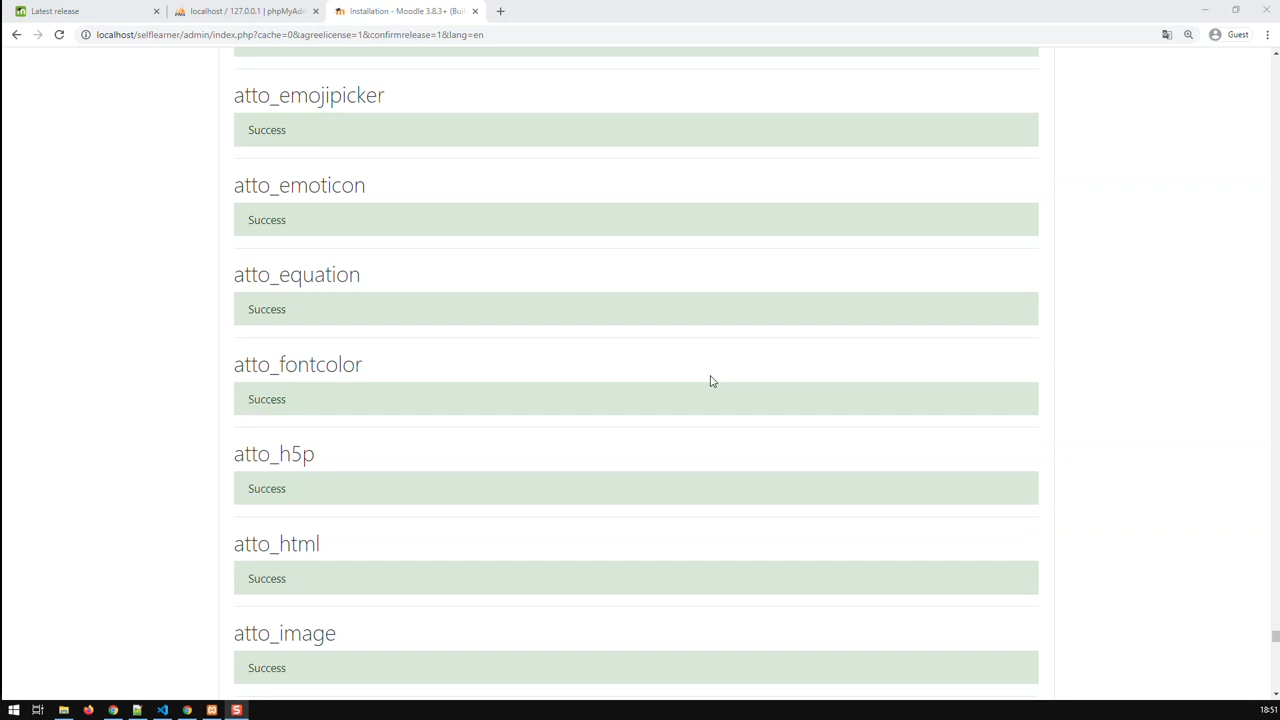 Latest release
localhost / 127.0.0.1 | phpMyAd
Installation - Moodle 3.8.3+ (Bui
localhost/selflearner/admin/index.php?cache=0&agreelicense=1&confirmrelease=1&lang=en
Guest
atto_emojipicker
Success
atto_emoticon
Success
atto_equation
Success
atto_fontcolor
Success
atto_h5p
Success
atto_html
Success
atto_image
Success
18:51